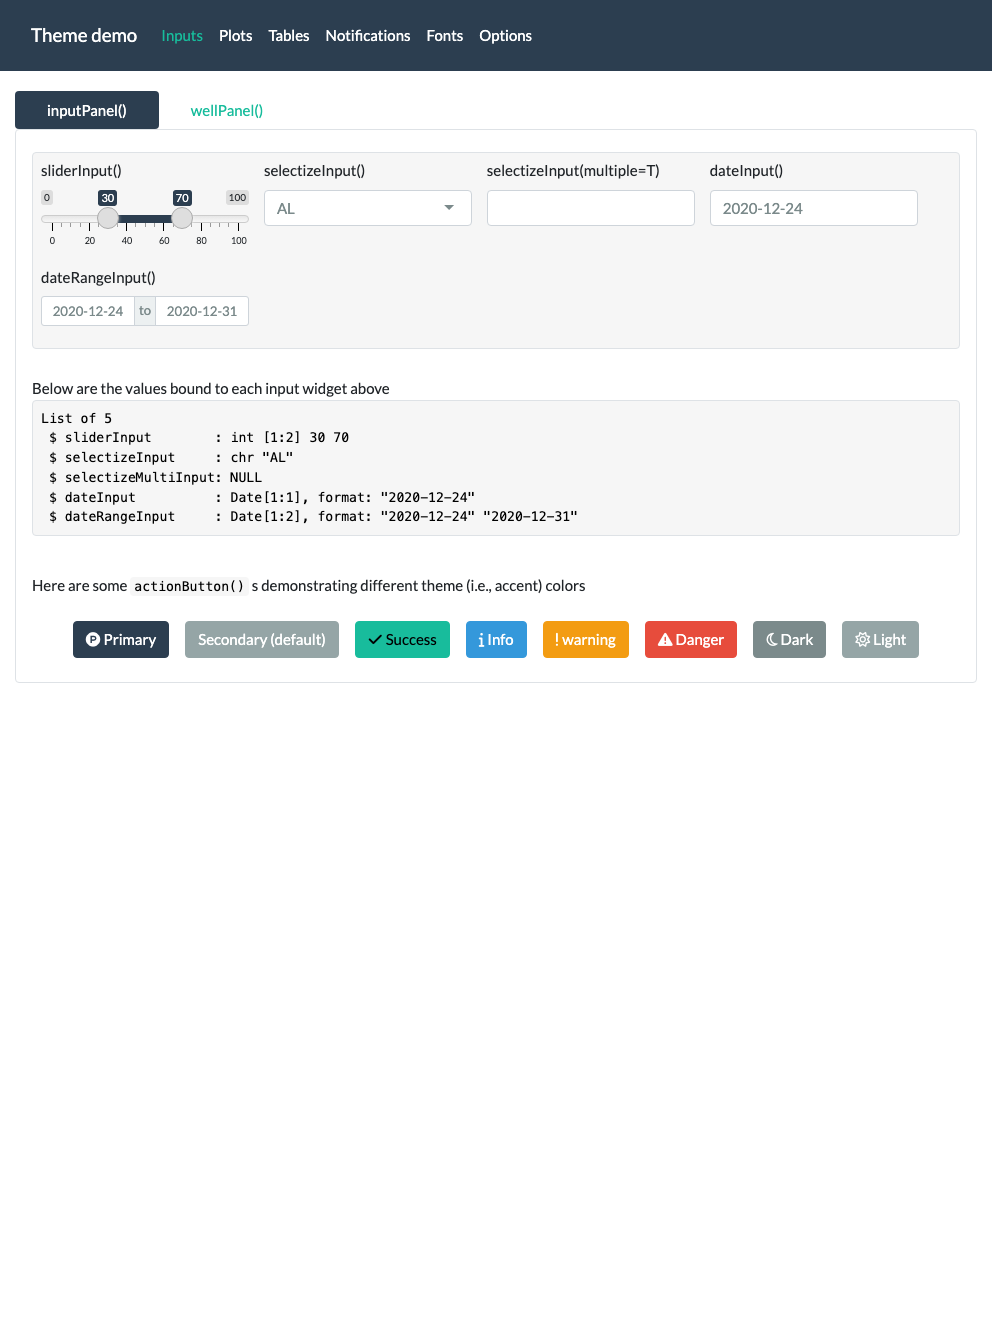 Theme demo Inputs Plots Tables Notifications Fonts Options
inputPanel() wellPanel()
sliderInput() selectizeInput() selectizeInput(multiple=T) dateInput()
0 30 70 100
AL 2020-12-24
0 20 40 60 80 100
dateRangeInput()
2020-12-24 to 2020-12-31
Below are the values bound to each input widget above
List of 5
 $ sliderInput        : int [1:2] 30 70
 $ selectizeInput     : chr "AL"
 $ selectizeMultiInput: NULL
 $ dateInput          : Date[1:1], format: "2020-12-24"
 $ dateRangeInput     : Date[1:2], format: "2020-12-24" "2020-12-31"
Here are some actionButton() s demonstrating different theme (i.e., accent) colors
Primary Secondary (default) Success Info warning Danger Dark Light